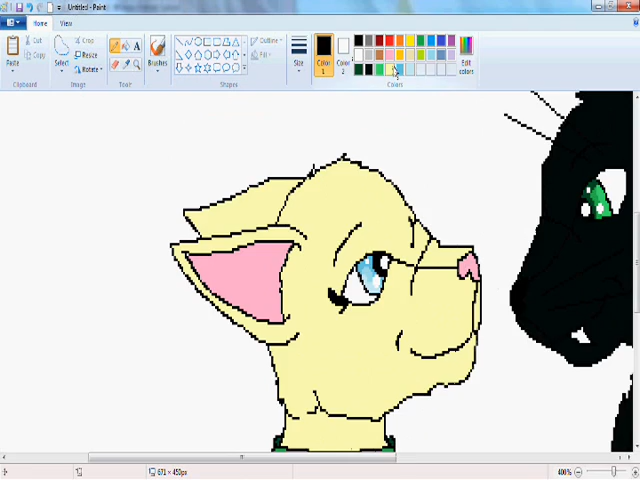 Untitled - Paint
Home
View
Paste
Cut
Copy
Select
Crop
Resize
Rotate
Brushes
Outline
Fill
Size
Color 1
Color 2
Edit colors
Clipboard
Image
Tools
Shapes
Colors
671 × 450px